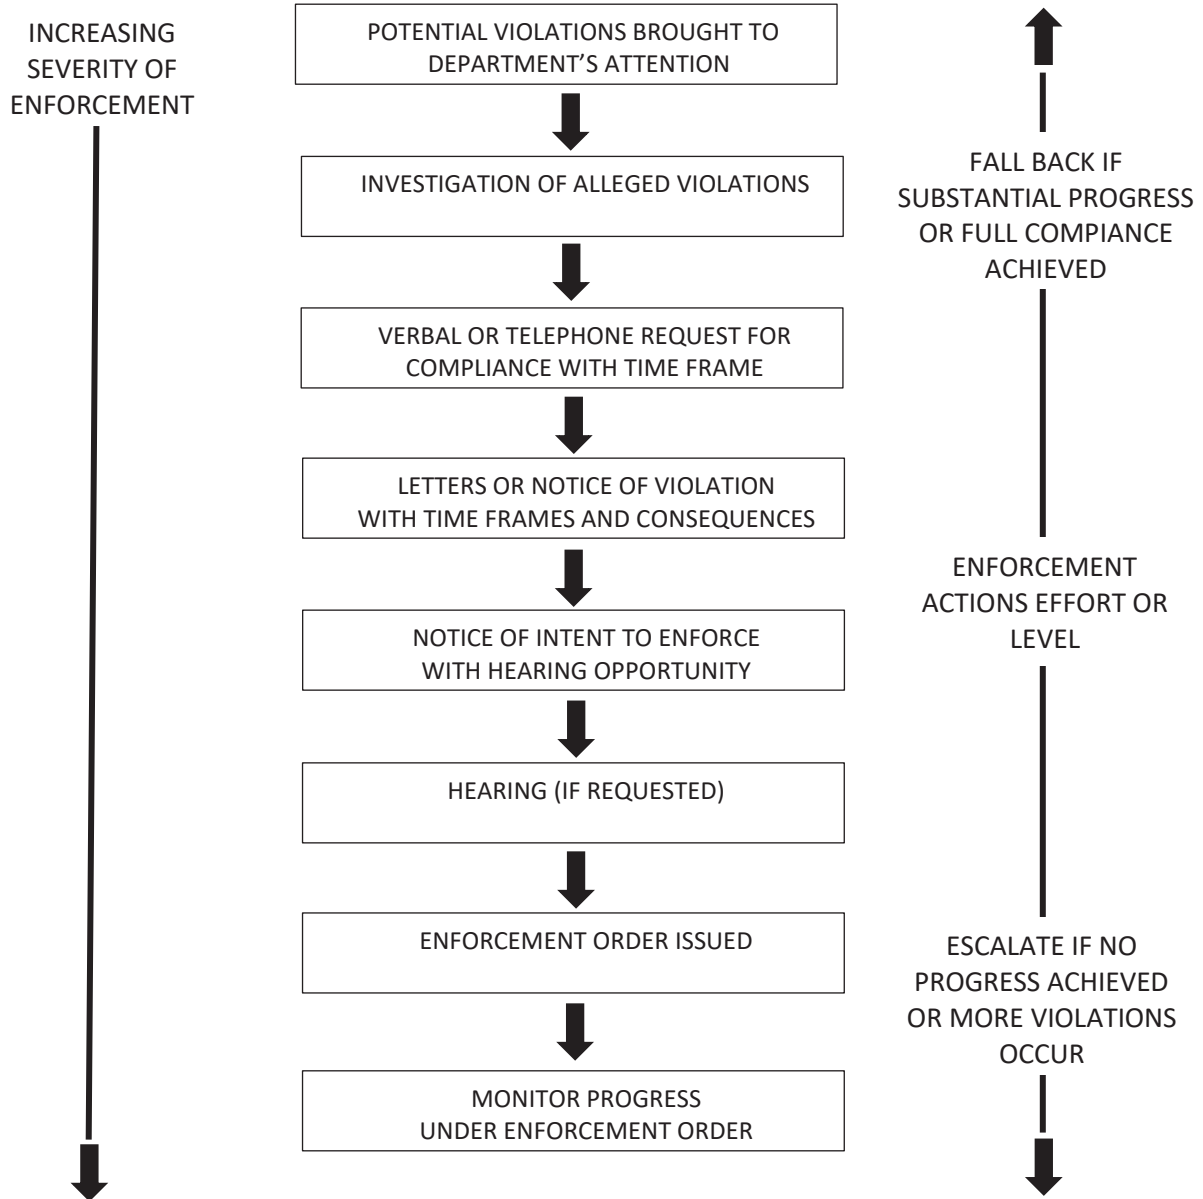 INCREASING
SEVERITY OF
ENFORCEMENT
POTENTIAL VIOLATIONS BROUGHT TO
DEPARTMENT’S ATTENTION
INVESTIGATION OF ALLEGED VIOLATIONS
VERBAL OR TELEPHONE REQUEST FOR
COMPLIANCE WITH TIME FRAME
LETTERS OR NOTICE OF VIOLATION
WITH TIME FRAMES AND CONSEQUENCES
NOTICE OF INTENT TO ENFORCE
WITH HEARING OPPORTUNITY
HEARING (IF REQUESTED)
ENFORCEMENT ORDER ISSUED
MONITOR PROGRESS
UNDER ENFORCEMENT ORDER
FALL BACK IF
SUBSTANTIAL PROGRESS
OR FULL COMPIANCE
ACHIEVED
ENFORCEMENT
ACTIONS EFFORT OR
LEVEL
ESCALATE IF NO
PROGRESS ACHIEVED
OR MORE VIOLATIONS
OCCUR